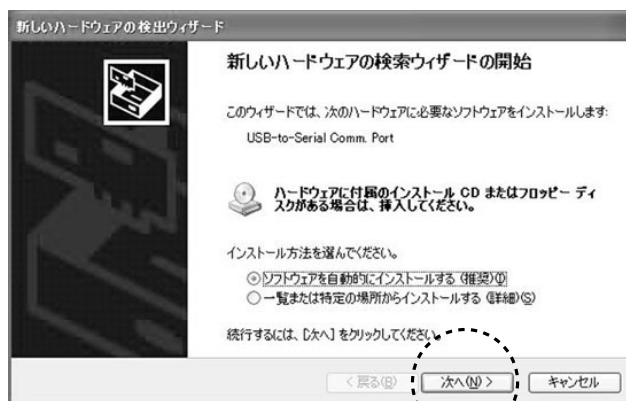 新しいハードウェアの検出ウィザード
新しいハードウェアの検索ウィザードの開始
このウィザードでは、次のハードウェアに必要なソフトウェアをインストールします:
USB-to-Serial Comm. Port
ハードウェアに付属のインストール CD またはフロッピー ディ
スクがある場合は、挿入してください。
インストール方法を選んでください。
ソフトウェアを自動的にインストールする (推奨)(I)
一覧または特定の場所からインストールする (詳細)(S)
続行するには、[次へ] をクリックしてください。
< 戻る(B)
次へ(N) >
キャンセル